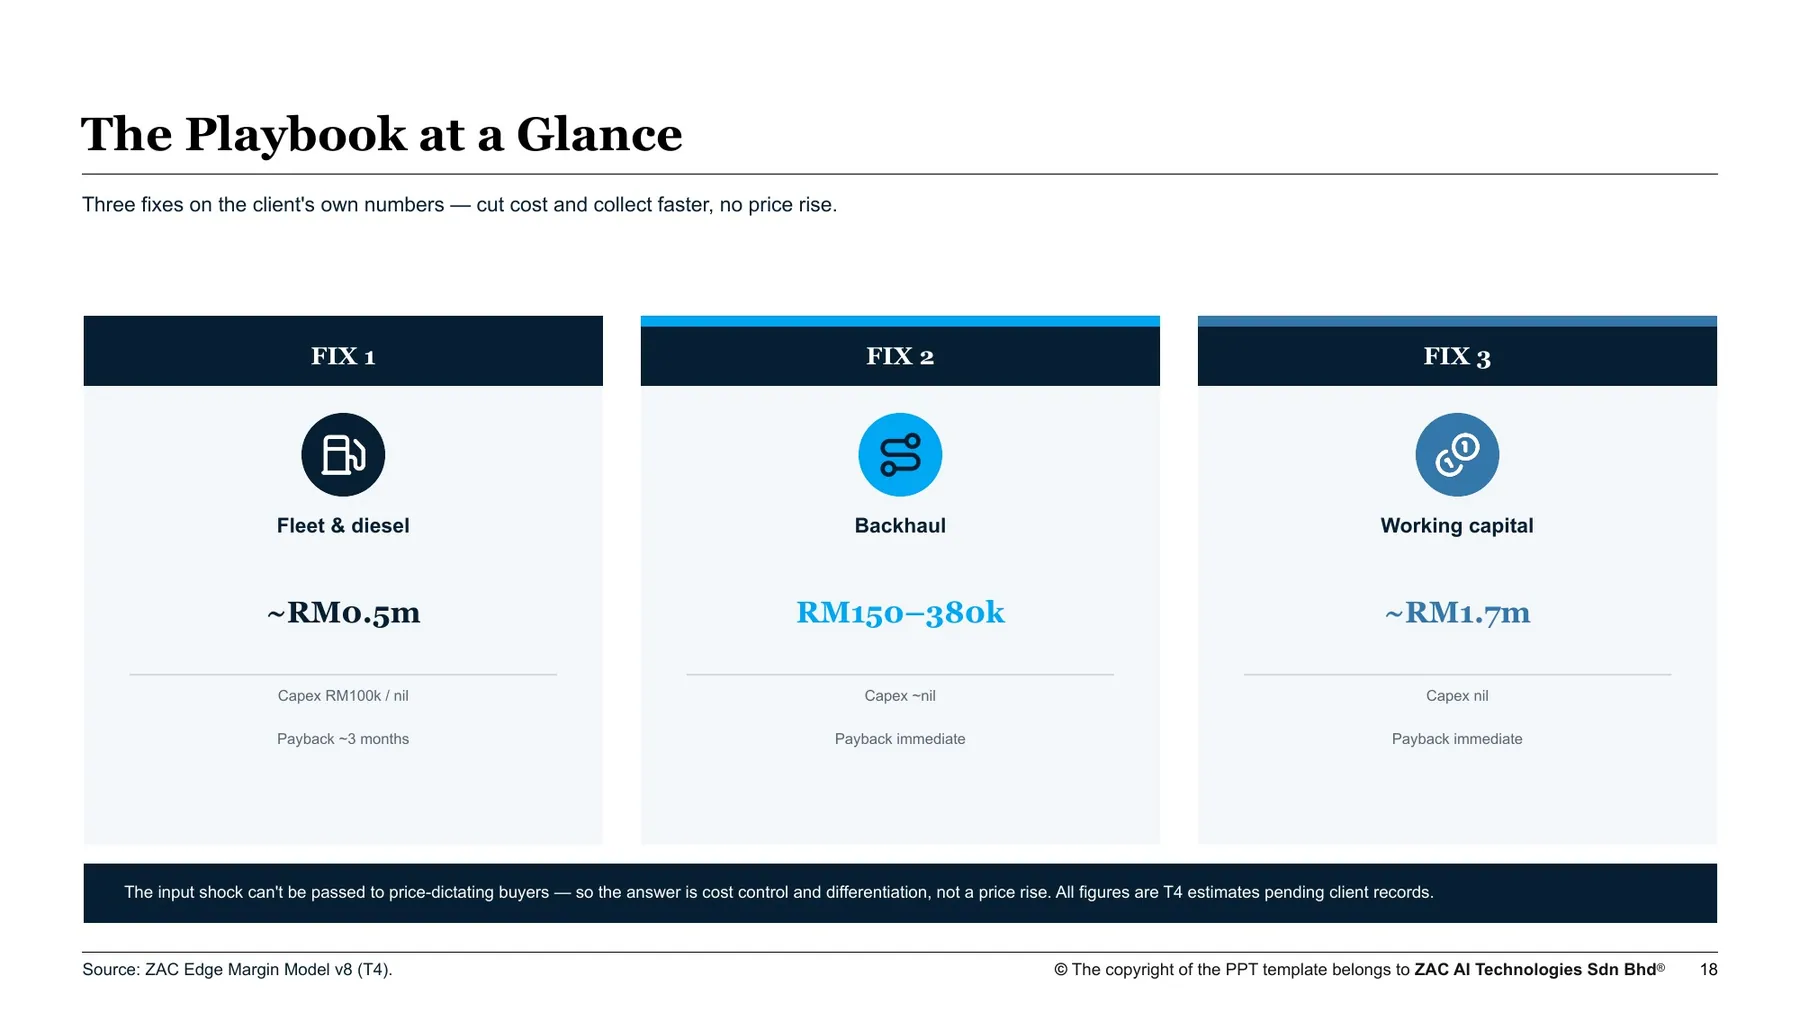 The Playbook at a Glance
Three fixes on the client's own numbers — cut cost and collect faster, no price rise.
FIX 1
Fleet & diesel
~RM0.5m
Capex RM100k / nil
Payback ~3 months
FIX 2
Backhaul
RM150–380k
Capex ~nil
Payback immediate
FIX 3
Working capital
~RM1.7m
Capex nil
Payback immediate
The input shock can't be passed to price-dictating buyers — so the answer is cost control and differentiation, not a price rise. All figures are T4 estimates pending client records.
Source: ZAC Edge Margin Model v8 (T4).
© The copyright of the PPT template belongs to ZAC AI Technologies Sdn Bhd®
18